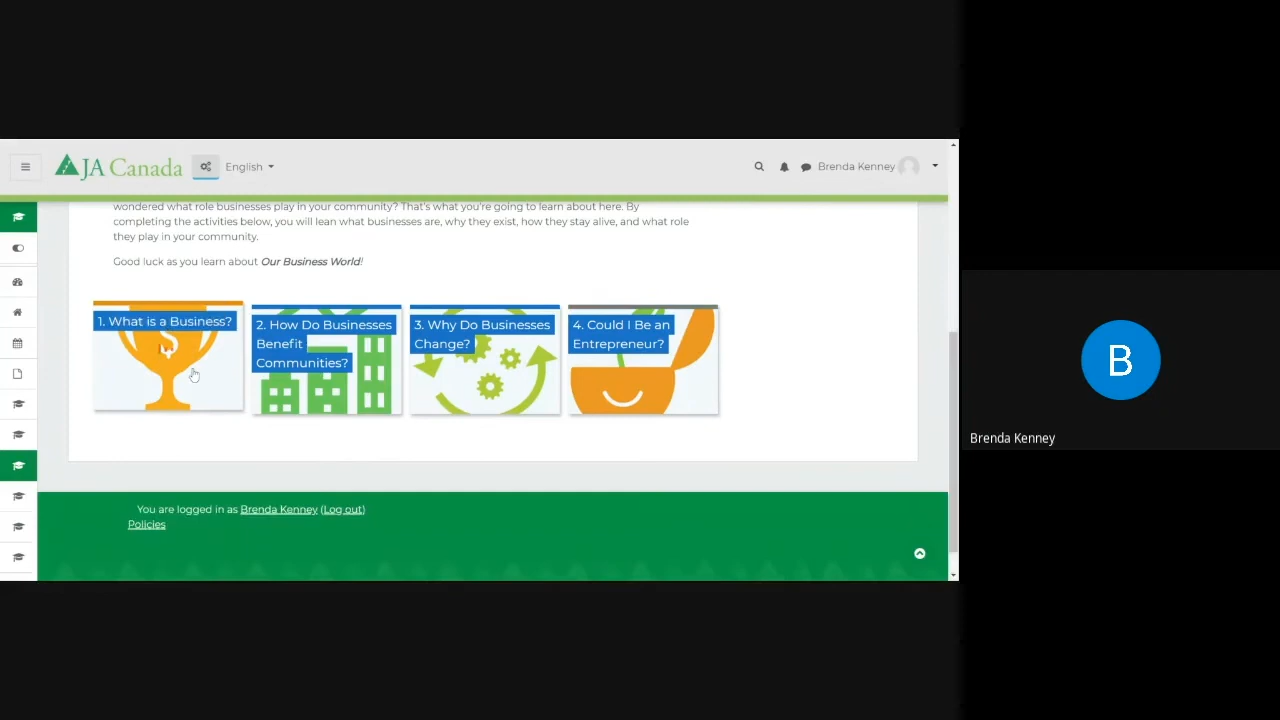 JA Canada
English
Brenda Kenney
wondered what role businesses play in your community? That's what you're going to learn about here. By
completing the activities below, you will lean what businesses are, why they exist, how they stay alive, and what role
they play in your community.
Good luck as you learn about Our Business World!
1. What is a Business?
$
2. How Do Businesses
Benefit
Communities?
3. Why Do Businesses
Change?
4. Could I Be an
Entrepreneur?
You are logged in as Brenda Kenney (Log out)
Policies
B
Brenda Kenney